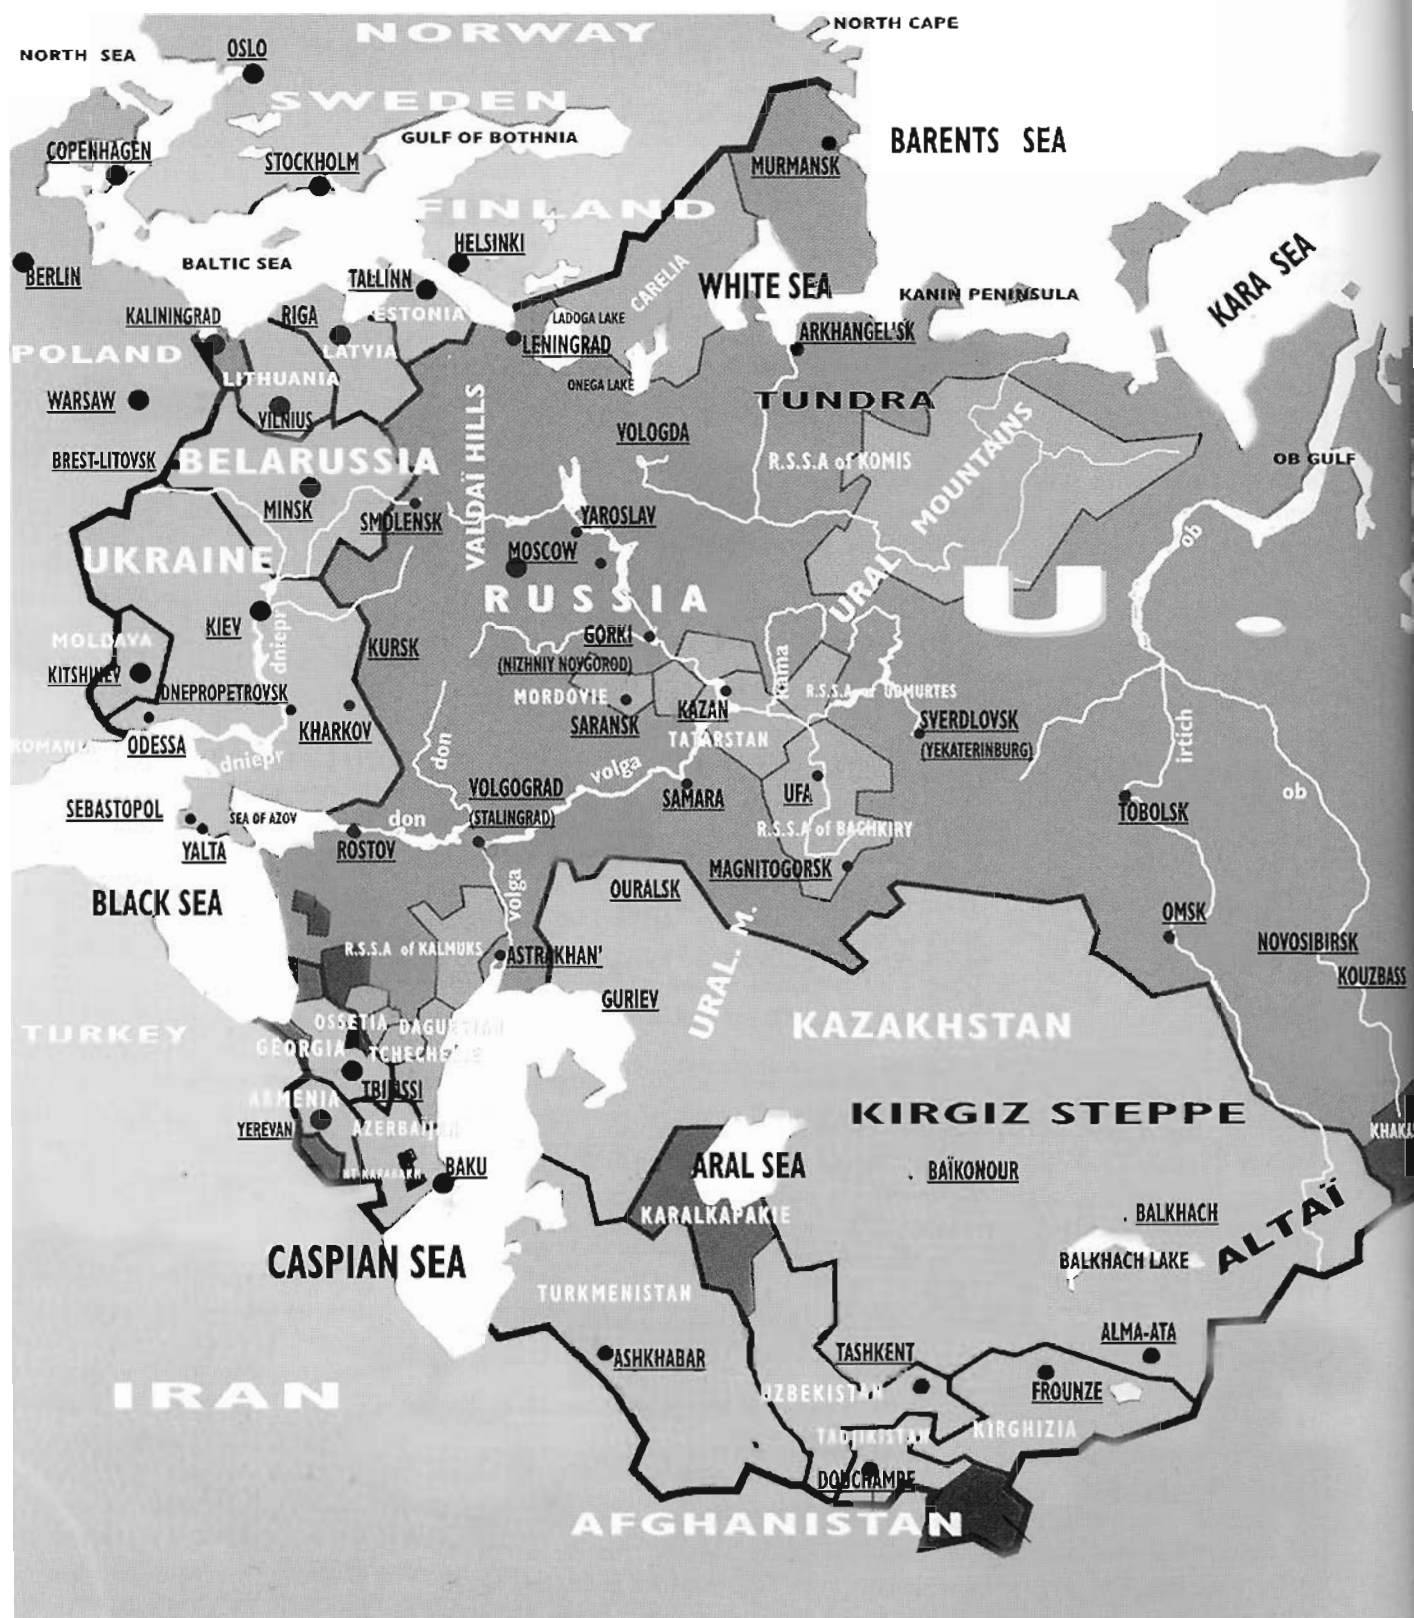 NORTH CAPE
NORWAY
NORTH SEA
OSLO
SWEDEN
GULF OF BOTHNIA
BARENTS SEA
COPENHAGEN
STOCKHOLM
MURMANSK
FINLAND
HELSINKI
BERLIN
BALTIC SEA
TALLINN
CARELIA
WHITE SEA
KANIN PENINSULA
KARA SEA
KALININGRAD
RIGA
ESTONIA
LADOGA LAKE
ARKHANGEL'SK
POLAND
LATVIA
LENINGRAD
LITHUANIA
ONEGA LAKE
WARSAW
VILNIUS
TUNDRA
VALDAÏ HILLS
VOLOGDA
BREST-LITOVSK
BELARUSSIA
R.S.S.A of KOMIS
URAL MOUNTAINS
OB GULF
MINSK
SMOLENSK
YAROSLAV
ob
UKRAINE
MOSCOW
RUSSIA
U.
KIEV
dniepr
KURSK
GORKI
(NIZHNIY NOVGOROD)
MOLDAVA
KITSHINEV
DNEPROPETROVSK
MORDOVIE
kama
R.S.S.A of UDMURTES
SARANSK
KAZAN
SVERDLOVSK
(YEKATERINBURG)
irtich
ODESSA
KHARKOV
TATARSTAN
dniepr
don
volga
VOLGOGRAD
(STALINGRAD)
SAMARA
UFA
ob
SEBASTOPOL
SEA OF AZOV
don
TOBOLSK
YALTA
ROSTOV
R.S.S.A of BACHKIRY
MAGNITOGORSK
BLACK SEA
volga
OURALSK
OMSK
R.S.S.A of KALMUKS
ASTRAKHAN'
URAL. M.
NOVOSIBIRSK
KOUZBASS
GURIEV
TURKEY
OSSETIA
GEORGIA
KAZAKHSTAN
TBILISSI
ARMENIA
KIRGIZ STEPPE
YEREVAN
BAKU
ARAL SEA
BAÏKONOUR
KARALKAPAKIE
BALKHACH
CASPIAN SEA
BALKHACH LAKE
ALTAÏ
TURKMENISTAN
ASHKHABAR
TASHKENT
ALMA-ATA
IRAN
UZBEKISTAN
FROUNZE
TADJIKISTAN
KIRGHIZIA
DOUCHAMBE
AFGHANISTAN